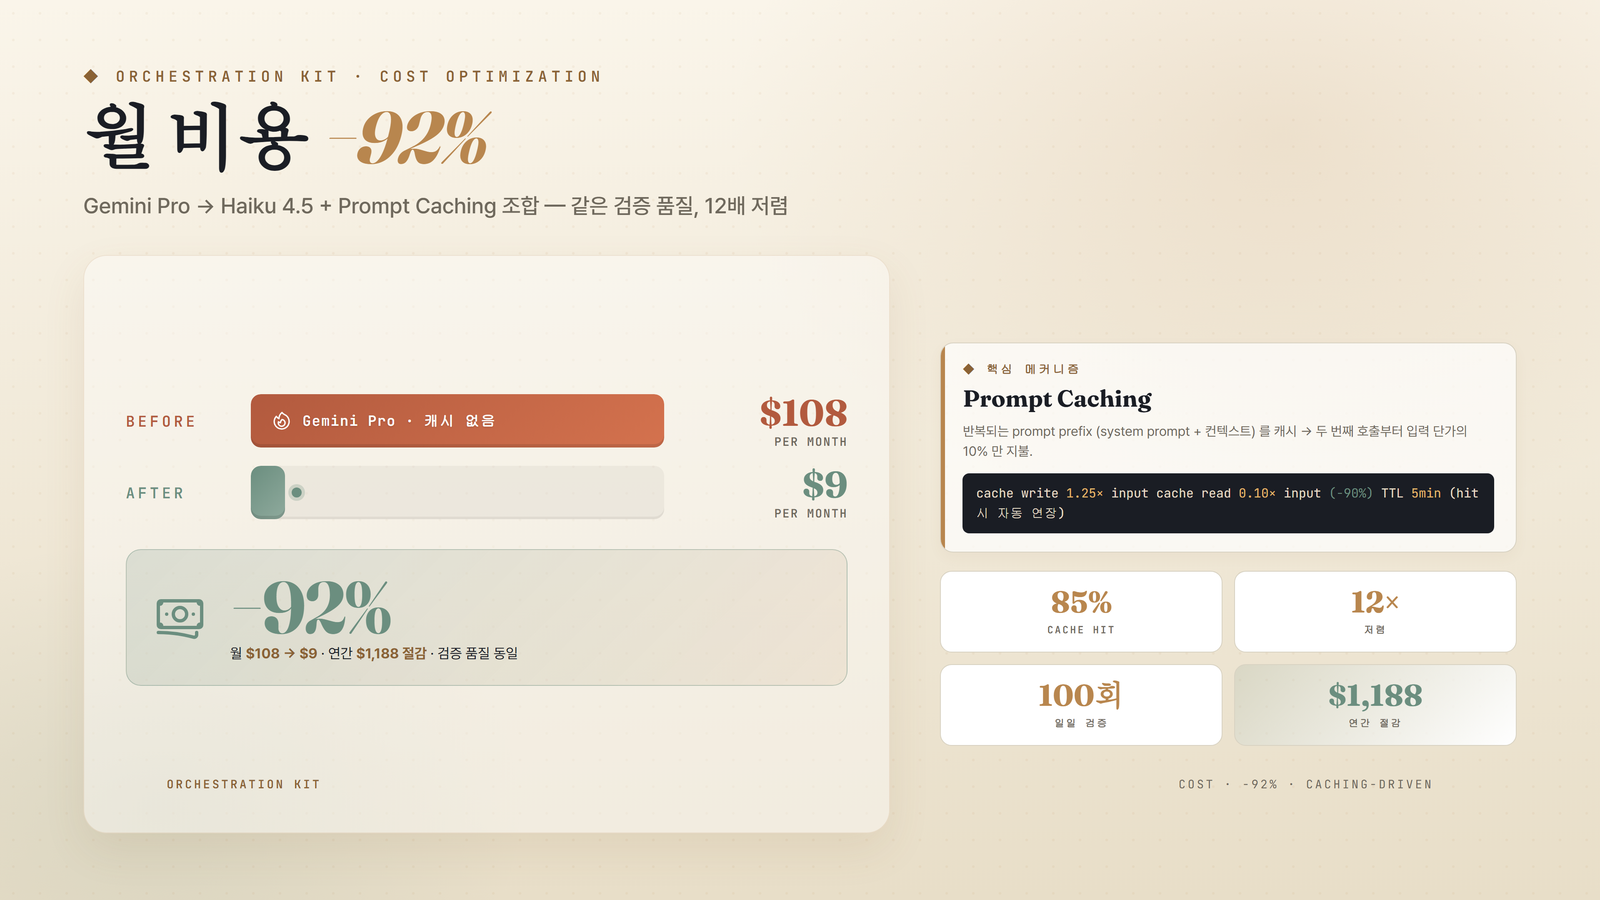 ◆ ORCHESTRATION KIT · COST OPTIMIZATION
월 비용 –92%
Gemini Pro → Haiku 4.5 + Prompt Caching 조합 — 같은 검증 품질, 12배 저렴
BEFORE
Gemini Pro · 캐시 없음
$108
PER MONTH
AFTER
$9
PER MONTH
–92%
월 $108 → $9 · 연간 $1,188 절감 · 검증 품질 동일
ORCHESTRATION KIT
◆ 핵심 메커니즘
Prompt Caching
반복되는 prompt prefix (system prompt + 컨텍스트) 를 캐시 → 두 번째 호출부터 입력 단가의
10% 만 지불.
cache write 1.25× input cache read 0.10× input (-90%) TTL 5min (hit
시 자동 연장)
85%
CACHE HIT
12×
저렴
100회
일일 검증
$1,188
연간 절감
COST · -92% · CACHING-DRIVEN